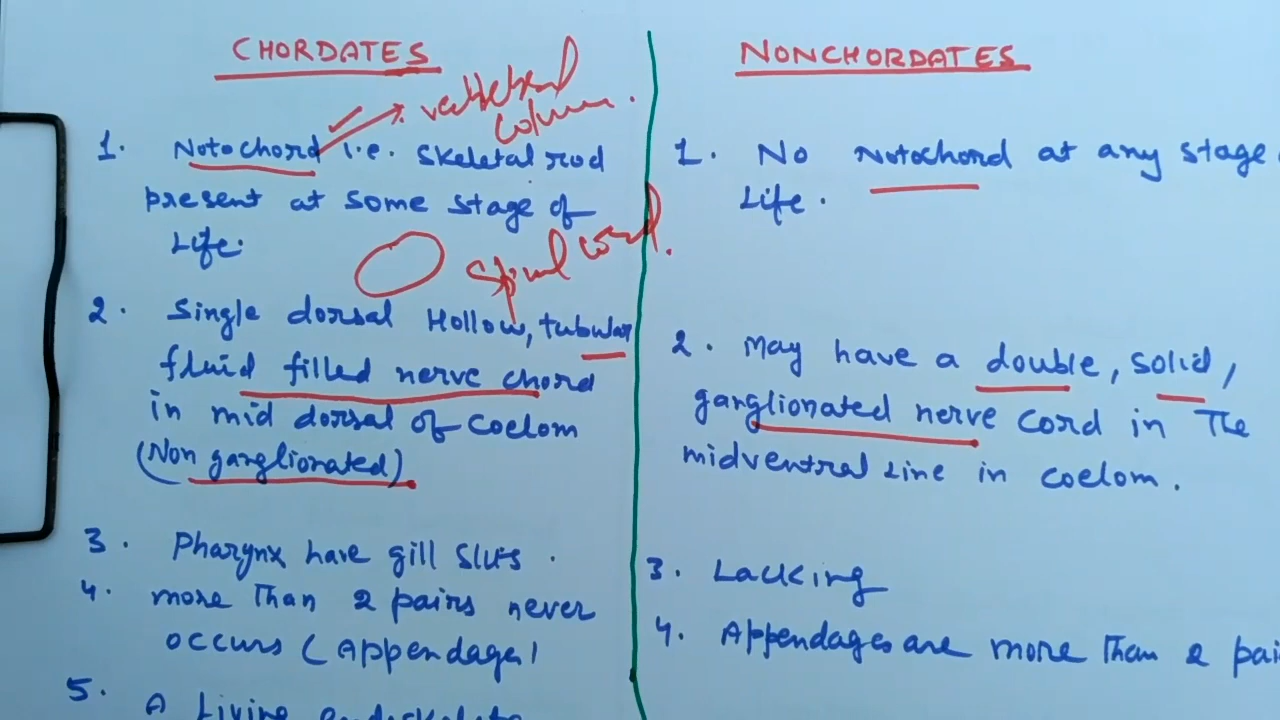 CHORDATES
vertebral
column.
1. Notochord i.e. skeletal rod
present at some stage of
Life.
spinal cord.
2. Single dorsal Hollow, tubular
fluid filled nerve chord
in mid dorsal of coelom
(Non ganglionated)
3. Pharynx have gill slits.
4. more Than 2 pairs never
occurs (Appendages)
5. A Living
NONCHORDATES
1. No Notochord at any stage
Life.
2. May have a double, solid,
ganglionated nerve cord in The
midventral Line in coelom.
3. Lacking
4. Appendages are more Than 2 pai